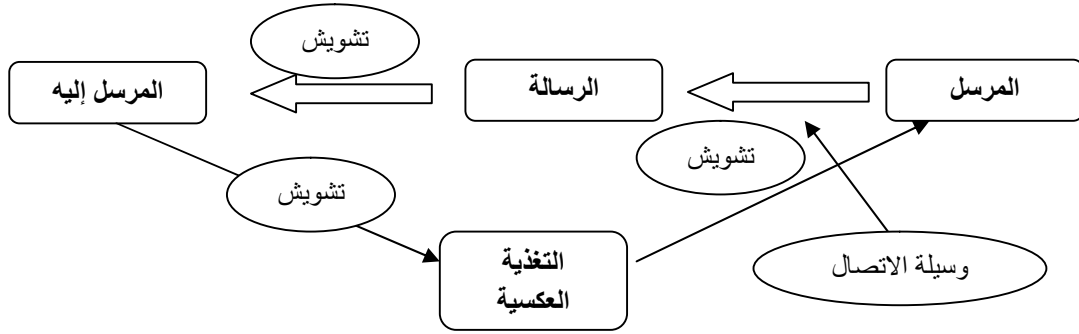 تشويش
المرسل
الرسالة
المرسل إليه
تشويش
تشويش
وسيلة الاتصال
التغذية
العكسية